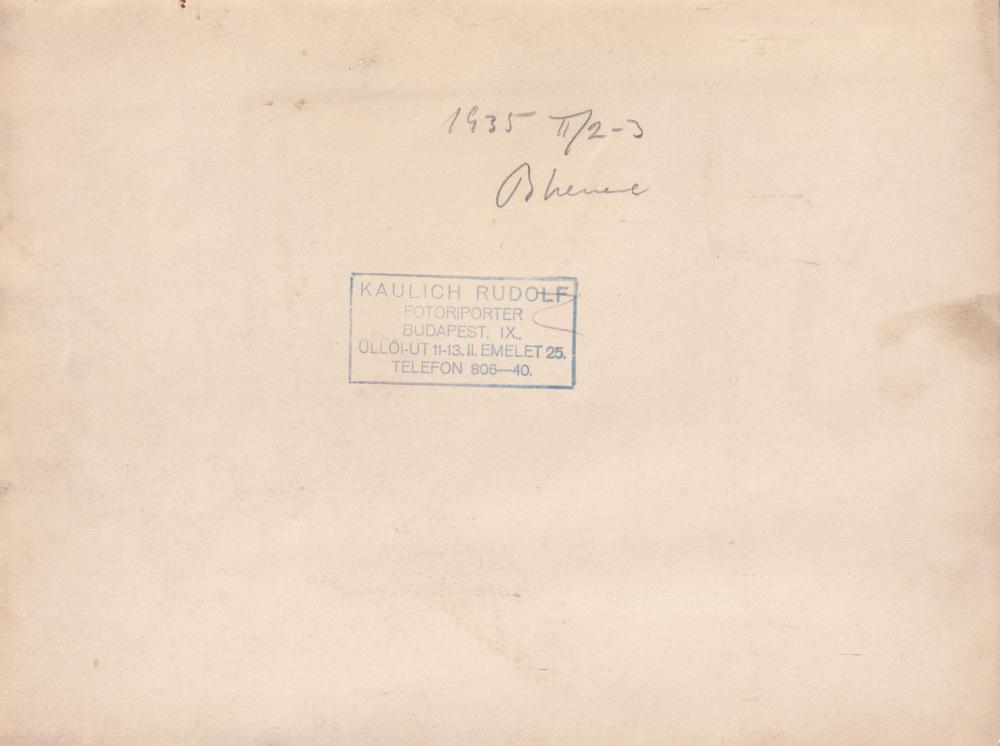 1935 II/2-3
KAULICH RUDOLF
FOTORIPORTER
BUDAPEST, IX.,
ÜLLŐI-UT 11-13. II. EMELET 25.
TELEFON 806—40.